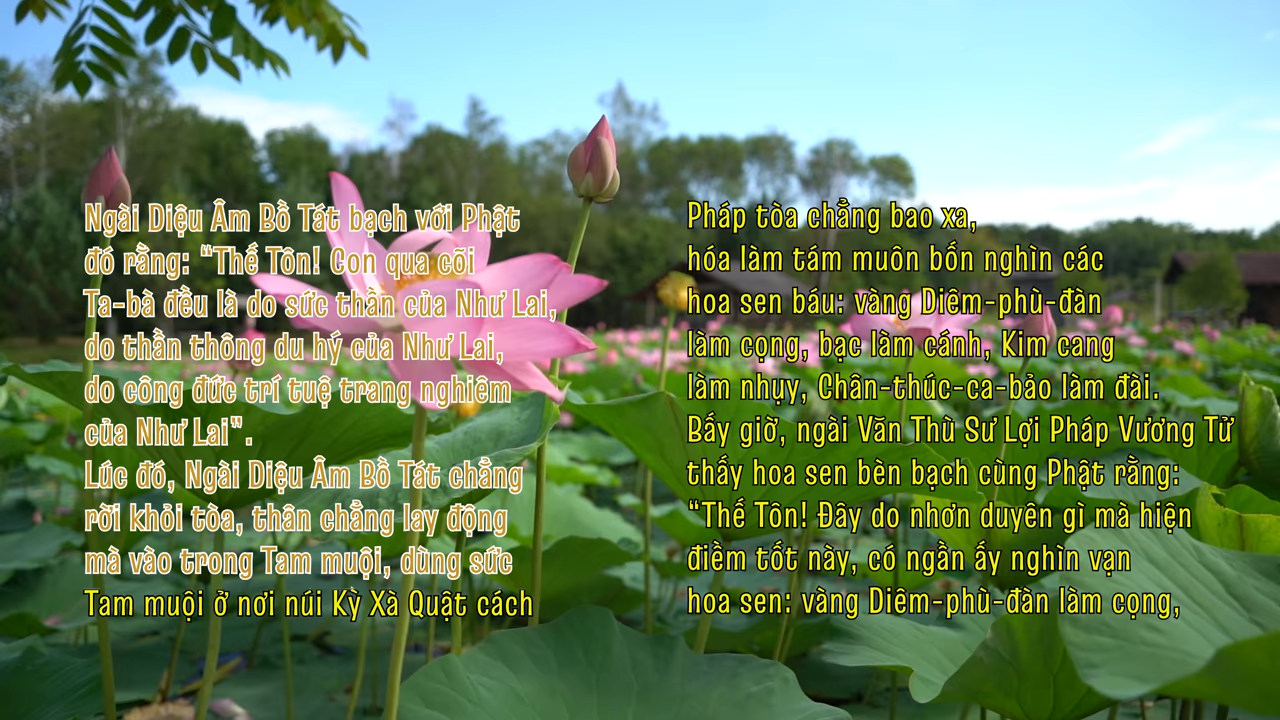 Ngài Diệu Âm Bồ Tát bạch với Phật
đó rằng: “Thế Tôn! Con qua cõi
Ta-bà đều là do sức thần của Như Lai,
do thần thông du hý của Như Lai,
do công đức trí tuệ trang nghiêm
của Như Lai”.
Lúc đó, Ngài Diệu Âm Bồ Tát chẳng
rời khỏi tòa, thân chẳng lay động
mà vào trong Tam muội, dùng sức
Tam muội ở nơi núi Kỳ Xà Quật cách
Pháp tòa chẳng bao xa,
hóa làm tám muôn bốn nghìn các
hoa sen báu: vàng Diêm-phù-đàn
làm cọng, bạc làm cánh, Kim cang
làm nhụy, Chân-thúc-ca-bảo làm đài.
Bấy giờ, ngài Văn Thù Sư Lợi Pháp Vương Tử
thấy hoa sen bèn bạch cùng Phật rằng:
“Thế Tôn! Đây do nhơn duyên gì mà hiện
điềm tốt này, có ngần ấy nghìn vạn
hoa sen: vàng Diêm-phù-đàn làm cọng,